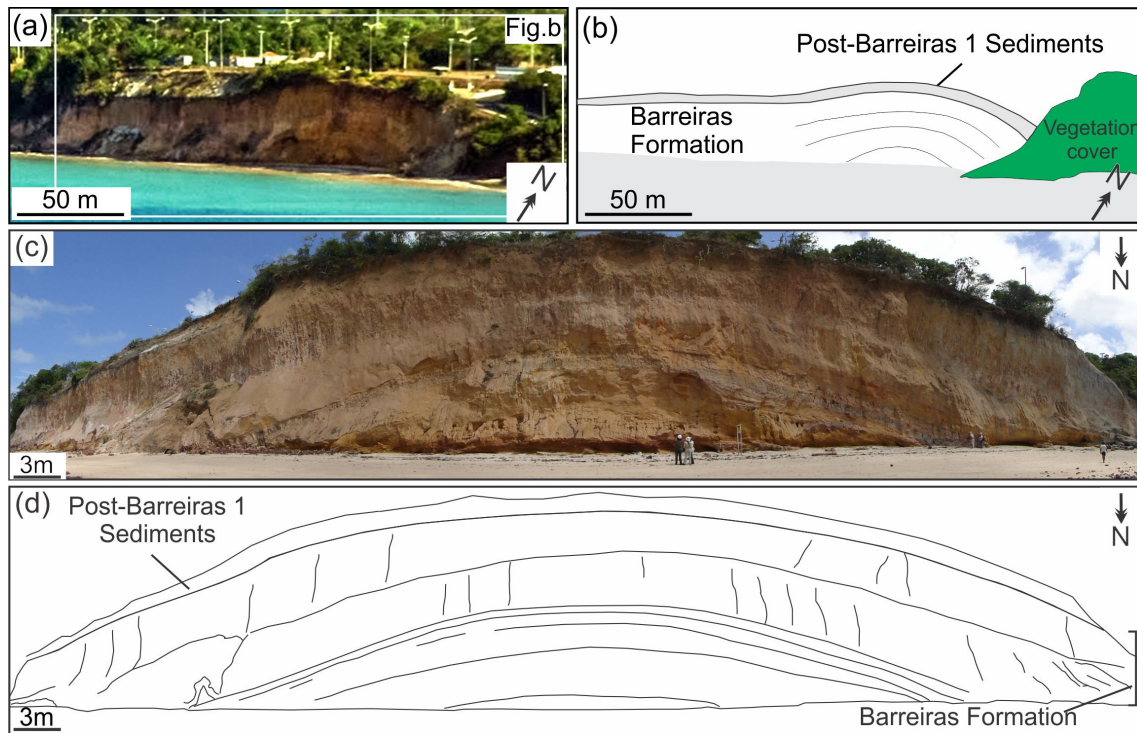 (a)
Fig.b
50 m
N
(b)
Post-Barreiras 1 Sediments
Barreiras
Formation
Vegetation
cover
50 m
N
(c)
N
3m
(d)
Post-Barreiras 1
Sediments
N
3m
Barreiras Formation